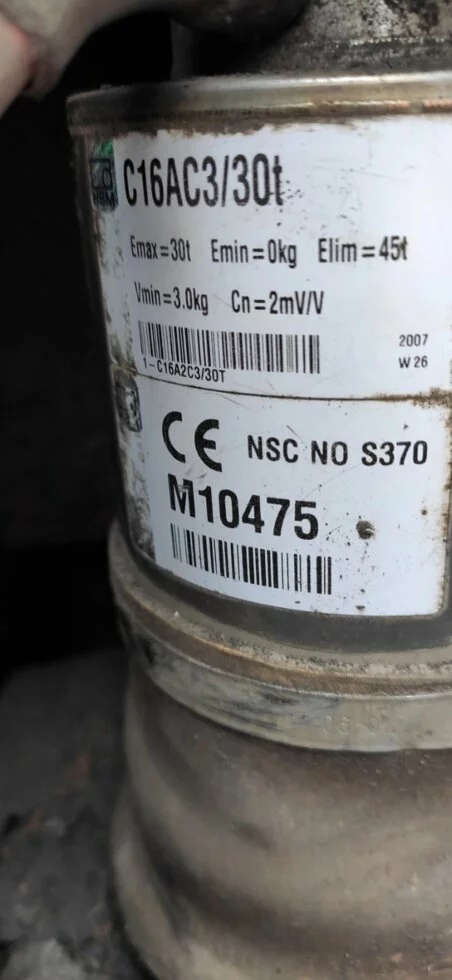 HBM
C16AC3/30t
Emax=30t Emin=0kg Elim=45t
Vmin=3.0kg Cn=2mV/V
1-C16A2C3/30T
2007
W 26
CE NSC NO S370
M10475